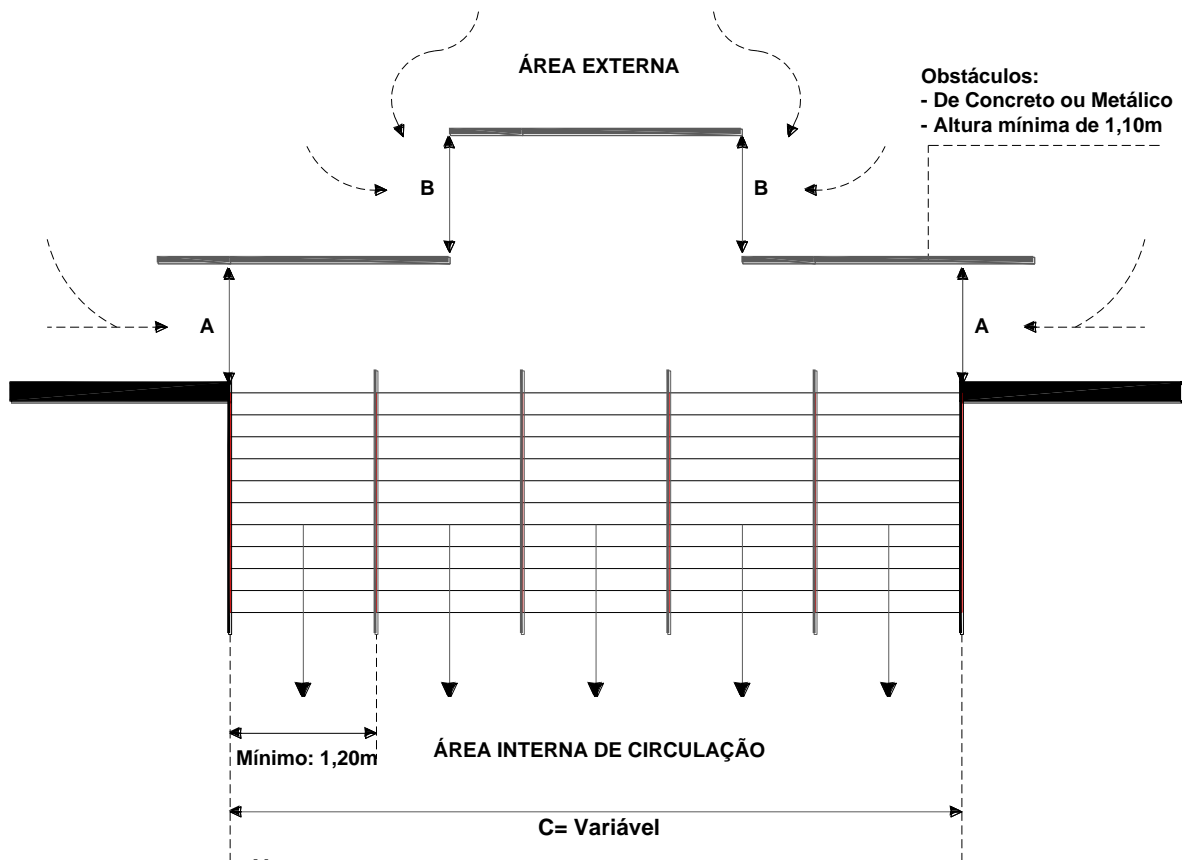 ÁREA EXTERNA
Obstáculos:
- De Concreto ou Metálico
- Altura mínima de 1,10m
B
B
A
A
Mínimo: 1,20m
ÁREA INTERNA DE CIRCULAÇÃO
C= Variável